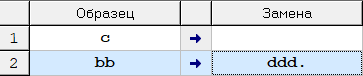 Образец Замена
1 c →
2 bb → ddd.